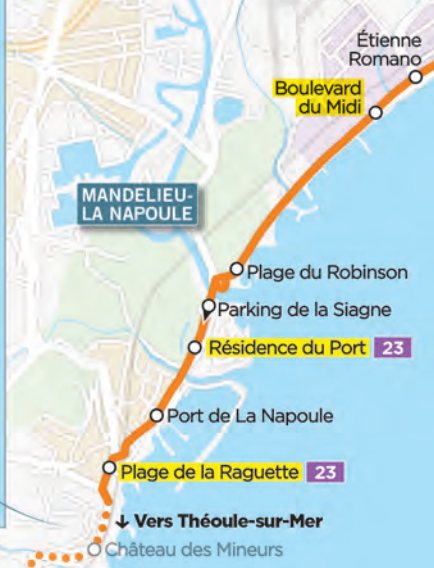 Étienne
Romano
Boulevard
du Midi
MANDELIEU-
LA NAPOULE
Plage du Robinson
Parking de la Siagne
Résidence du Port 23
Port de La Napoule
Plage de la Raguette 23
↓ Vers Théoule-sur-Mer
Château des Mineurs